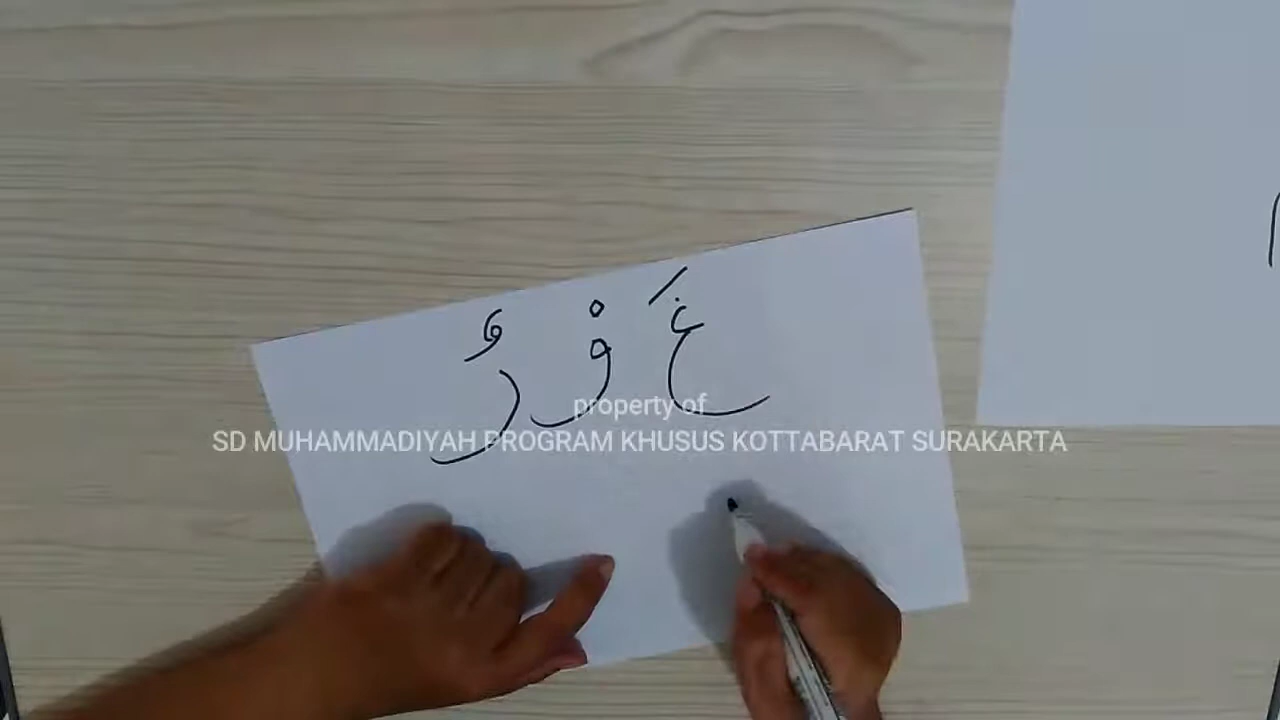 غَ وْ رٌ
property of
SD MUHAMMADIYAH PROGRAM KHUSUS KOTTABARAT SURAKARTA